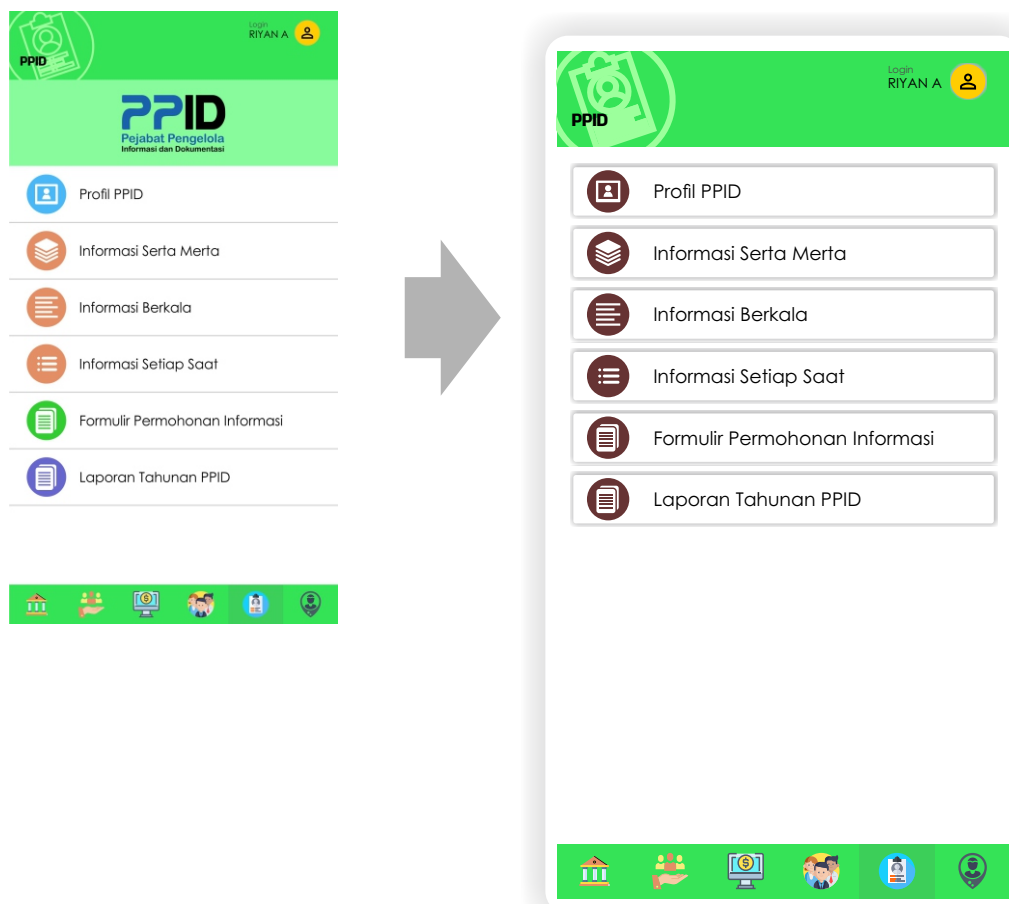 Login
RIYAN A
PPID
PPID
Pejabat Pengelola
Informasi dan Dokumentasi
Profil PPID
Informasi Serta Merta
Informasi Berkala
Informasi Setiap Saat
Formulir Permohonan Informasi
Laporan Tahunan PPID
Login
RIYAN A
PPID
Profil PPID
Informasi Serta Merta
Informasi Berkala
Informasi Setiap Saat
Formulir Permohonan Informasi
Laporan Tahunan PPID